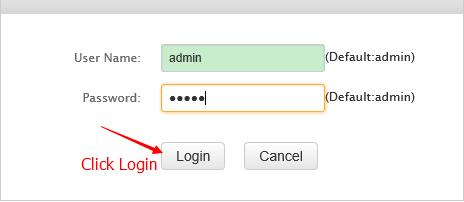 User Name: admin (Default:admin)
Password: ●●●●● (Default:admin)
Click Login Login Cancel